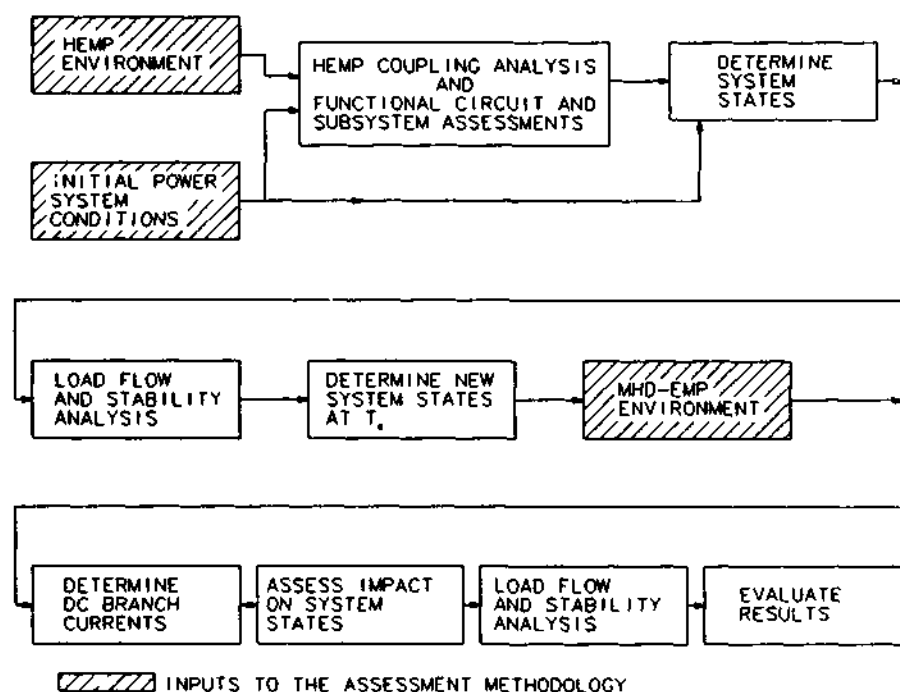 HEMP
ENVIRONMENT
HEMP COUPLING ANALYSIS
AND
FUNCTIONAL CIRCUIT AND
SUBSYSTEM ASSESSMENTS
DETERMINE
SYSTEM
STATES
INITIAL POWER
SYSTEM
CONDITIONS
LOAD FLOW
AND STABILITY
ANALYSIS
DETERMINE NEW
SYSTEM STATES
AT T.
MHD-EMP
ENVIRONMENT
DETERMINE
DC BRANCH
CURRENTS
ASSESS IMPACT
ON SYSTEM
STATES
LOAD FLOW
AND STABILITY
ANALYSIS
EVALUATE
RESULTS
INPUTS TO THE ASSESSMENT METHODOLOGY